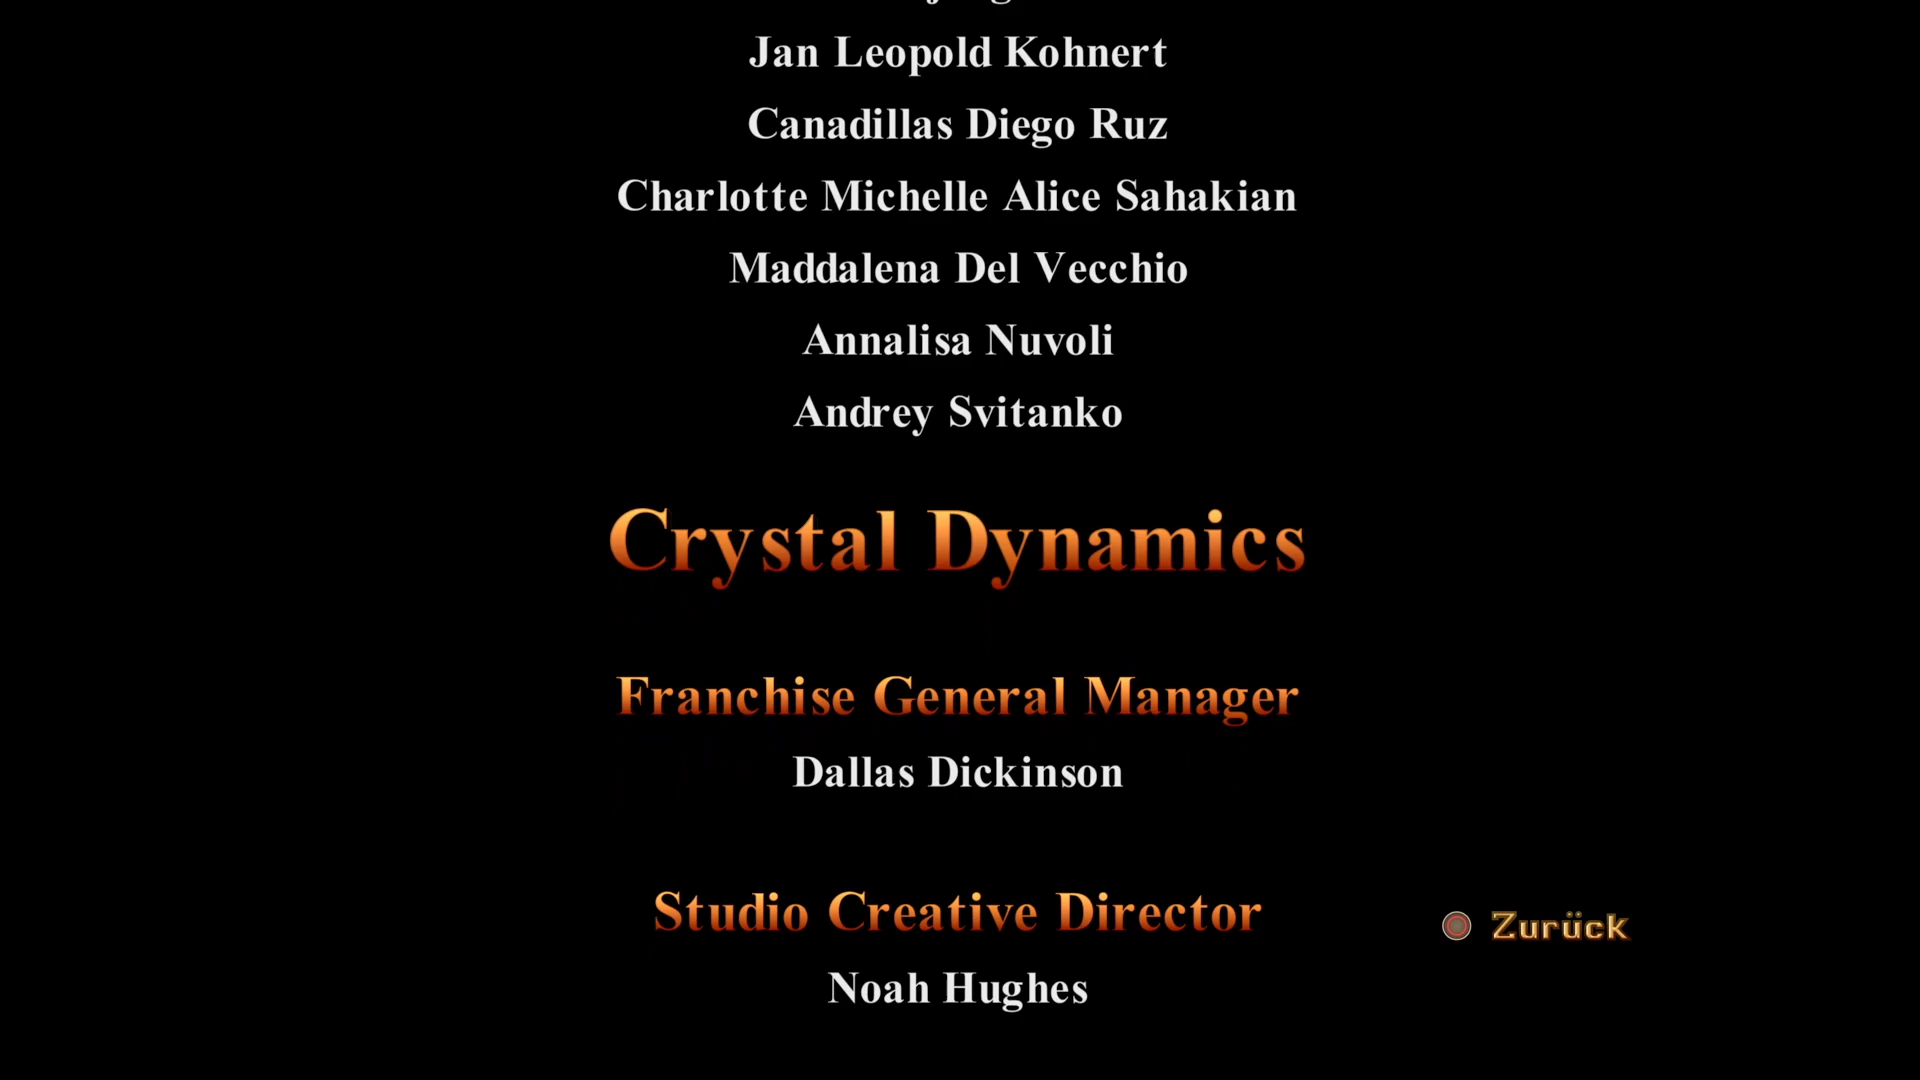 Jan Leopold Kohnert
Canadillas Diego Ruz
Charlotte Michelle Alice Sahakian
Maddalena Del Vecchio
Annalisa Nuvoli
Andrey Svitanko
Crystal Dynamics
Franchise General Manager
Dallas Dickinson
Studio Creative Director
Zurück
Noah Hughes